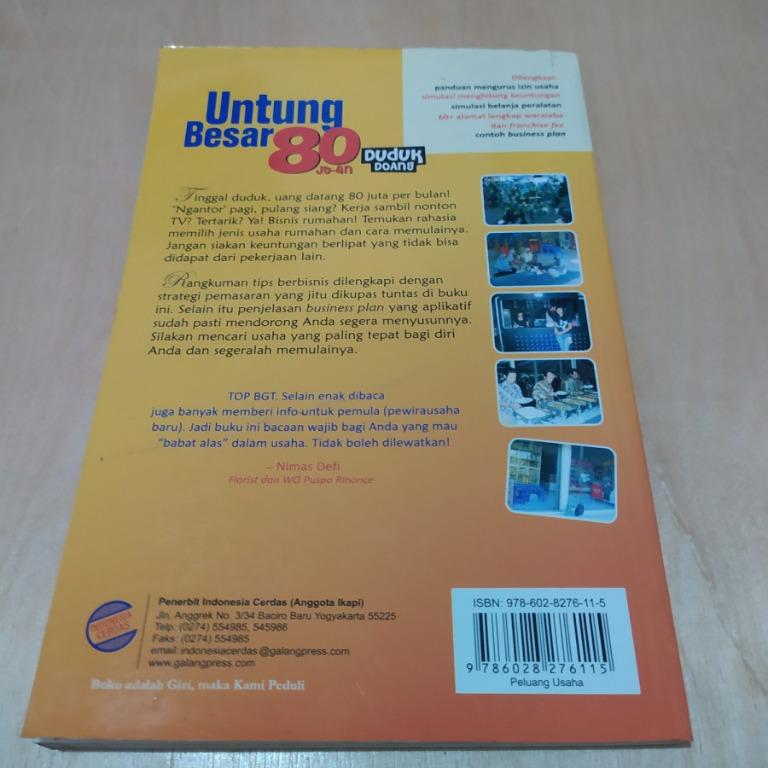 Dilengkapi:
panduan mengurus izin usaha
simulasi menghitung keuntungan
simulasi belanja peralatan
60+ alamat lengkap waralaba
dan franchise fee
contoh business plan
Untung
Besar 80
Jt-an
DUDUK
DOANG
Tinggal duduk, uang datang 80 juta per bulan!
'Ngantor' pagi, pulang siang? Kerja sambil nonton
TV? Tertarik? Ya! Bisnis rumahan! Temukan rahasia
memilih jenis usaha rumahan dan cara memulainya.
Jangan siakan keuntungan berlipat yang tidak bisa
didapat dari pekerjaan lain.
Rangkuman tips berbisnis dilengkapi dengan
strategi pemasaran yang jitu dikupas tuntas di buku
ini. Selain itu penjelasan business plan yang aplikatif
sudah pasti mendorong Anda segera menyusunnya.
Silakan mencari usaha yang paling tepat bagi diri
Anda dan segeralah memulainya.
TOP BGT. Selain enak dibaca
juga banyak memberi info untuk pemula (pewirausaha
baru). Jadi buku ini bacaan wajib bagi Anda yang mau
"babat alas" dalam usaha. Tidak boleh dilewatkan!
– Nimas Defi
Florist dan WO Puspo Rinonce
INDONESIA
CERDAS
Penerbit Indonesia Cerdas (Anggota Ikapi)
Jln. Anggrek No. 3/34 Baciro Baru Yogyakarta 55225
Telp: (0274) 554985, 545986
Faks: (0274) 554985
email: indonesiacerdas@galangpress.com
www.galangpress.com
Buku adalah Gizi, maka Kami Peduli
ISBN: 978-602-8276-11-5
9 786028 276115
Peluang Usaha